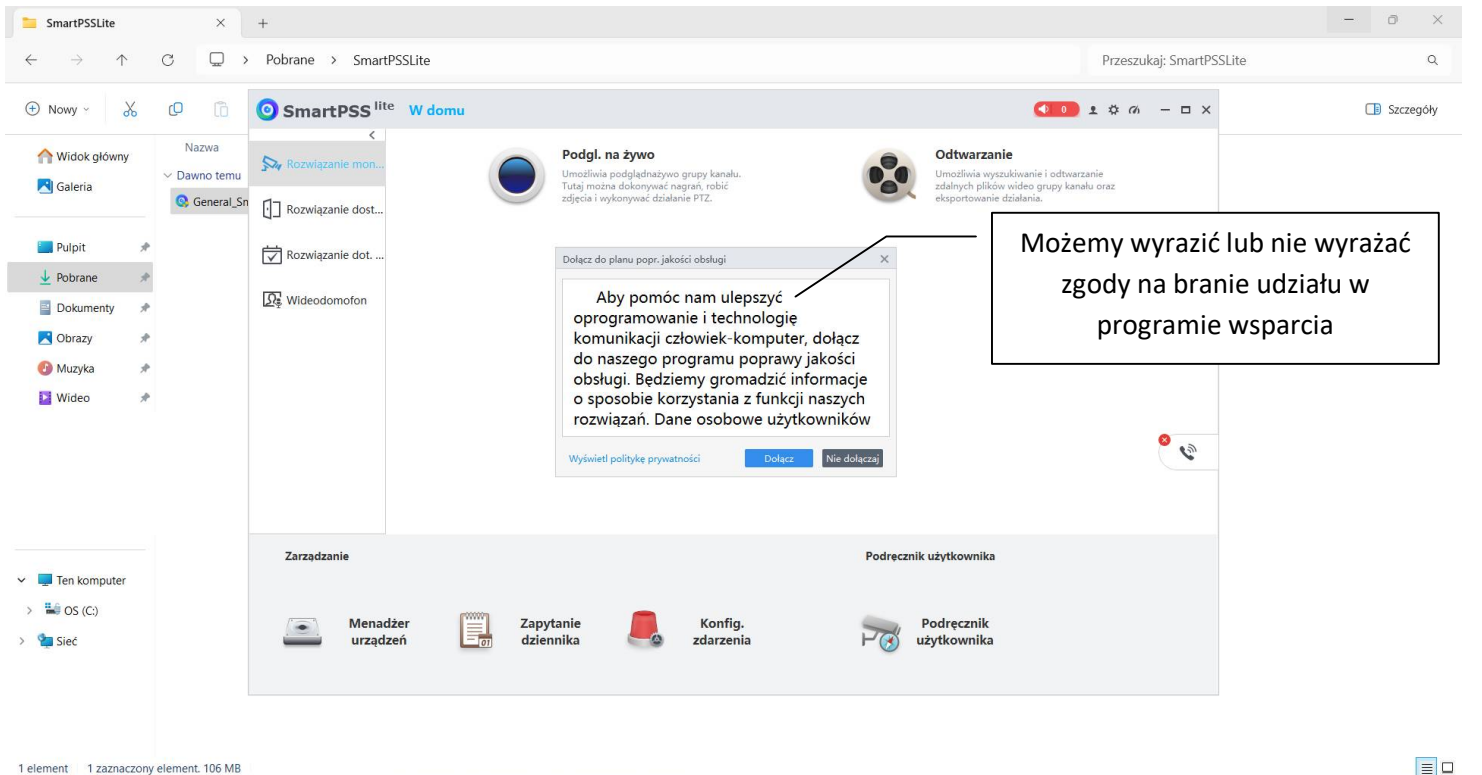 SmartPSSLite
Pobrane > SmartPSSLite
Przeszukaj: SmartPSSLite
Nowy
Szczegóły
Widok główny
Galeria
Pulpit
Pobrane
Dokumenty
Obrazy
Muzyka
Wideo
Ten komputer
OS (C:)
Sieć
Nazwa
Dawno temu
General_Sn
SmartPSS lite W domu
0
Rozwiązanie mon...
Rozwiązanie dost...
Rozwiązanie dot. ...
Wideodomofon
Podgl. na żywo
Umożliwia podglądnażywo grupy kanału.
Tutaj można dokonywać nagrań, robić
zdjęcia i wykonywać działanie PTZ.
Odtwarzanie
Umożliwia wyszukiwanie i odtwarzanie
zdalnych plików wideo grupy kanału oraz
eksportowanie działania.
Dołącz do planu popr. jakości obsługi
Aby pomóc nam ulepszyć
oprogramowanie i technologię
komunikacji człowiek-komputer, dołącz
do naszego programu poprawy jakości
obsługi. Będziemy gromadzić informacje
o sposobie korzystania z funkcji naszych
rozwiązań. Dane osobowe użytkowników
Wyświetl politykę prywatności
Dołącz
Nie dołączaj
Możemy wyrazić lub nie wyrażać
zgody na branie udziału w
programie wsparcia
Zarządzanie
Menadżer
urządzeń
01
Zapytanie
dziennika
Konfig.
zdarzenia
Podręcznik użytkownika
Podręcznik
użytkownika
1 element 1 zaznaczony element. 106 MB